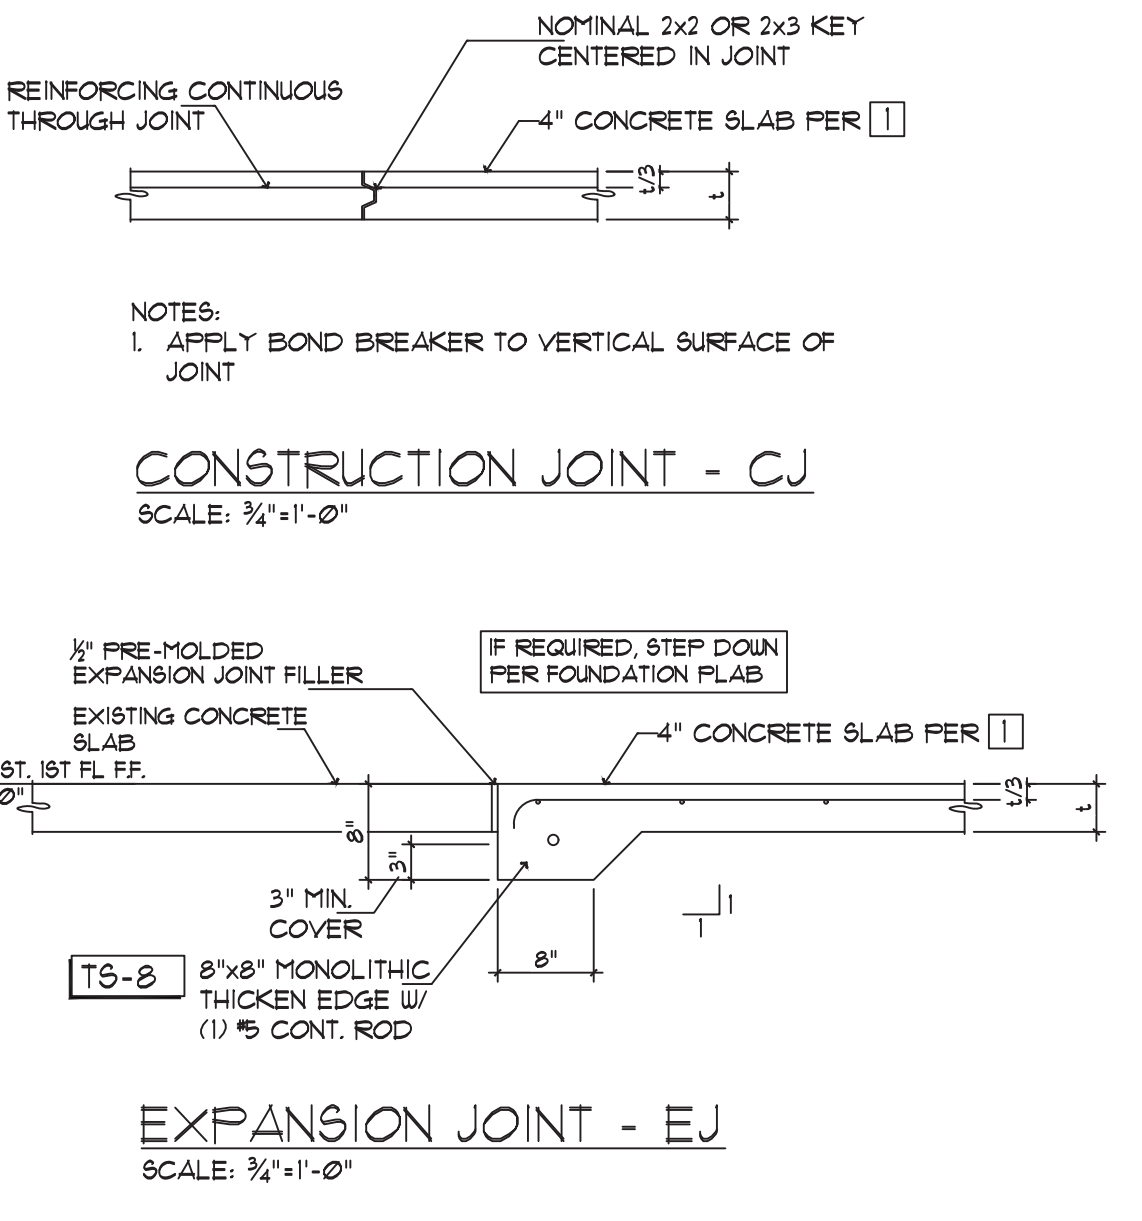 NOMINAL 2x2 OR 2x3 KEY
CENTERED IN JOINT
REINFORCING CONTINUOUS
THROUGH JOINT
4" CONCRETE SLAB PER 1
t/3
t
NOTES:
1. APPLY BOND BREAKER TO VERTICAL SURFACE OF
JOINT
CONSTRUCTION JOINT - CJ
SCALE: ¾"=1'-0"
½" PRE-MOLDED
EXPANSION JOINT FILLER
IF REQUIRED, STEP DOWN
PER FOUNDATION PLAB
EXISTING CONCRETE
SLAB
4" CONCRETE SLAB PER 1
ST. 1ST FL F.F.
0"
t/3
t
8"
3"
3" MIN.
COVER
1
1
8"
TS-8
8"x8" MONOLITHIC
THICKEN EDGE W/
(1) #5 CONT. ROD
EXPANSION JOINT - EJ
SCALE: ¾"=1'-0"